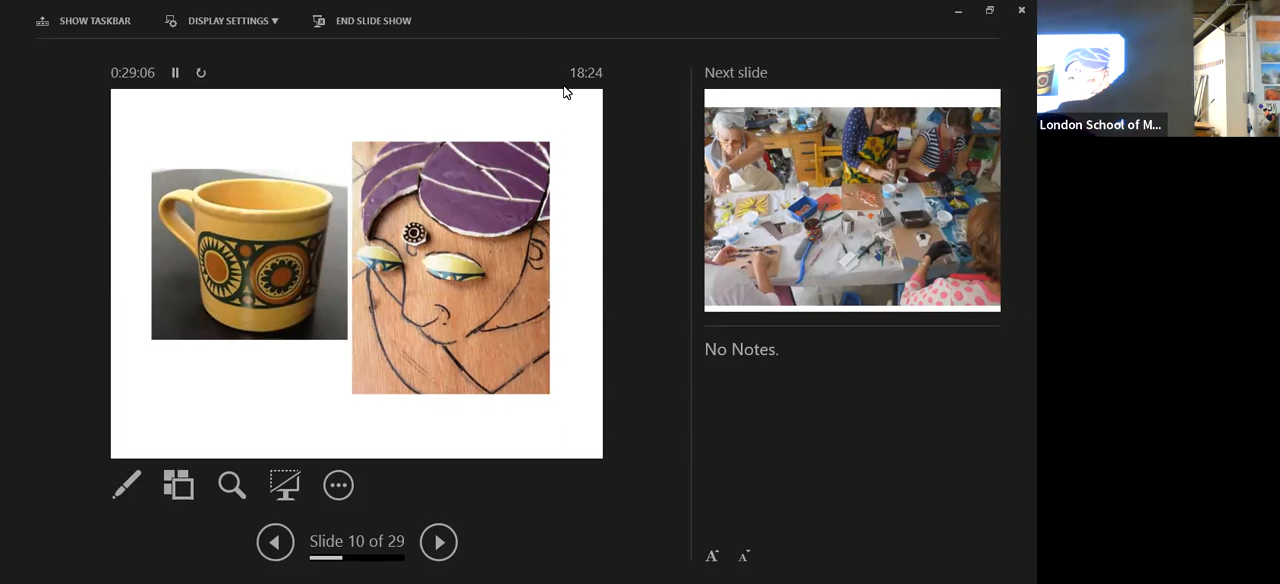 SHOW TASKBAR
DISPLAY SETTINGS ▼
END SLIDE SHOW
0:29:06
18:24
Next slide
London School of M...
No Notes.
Slide 10 of 29
A
A